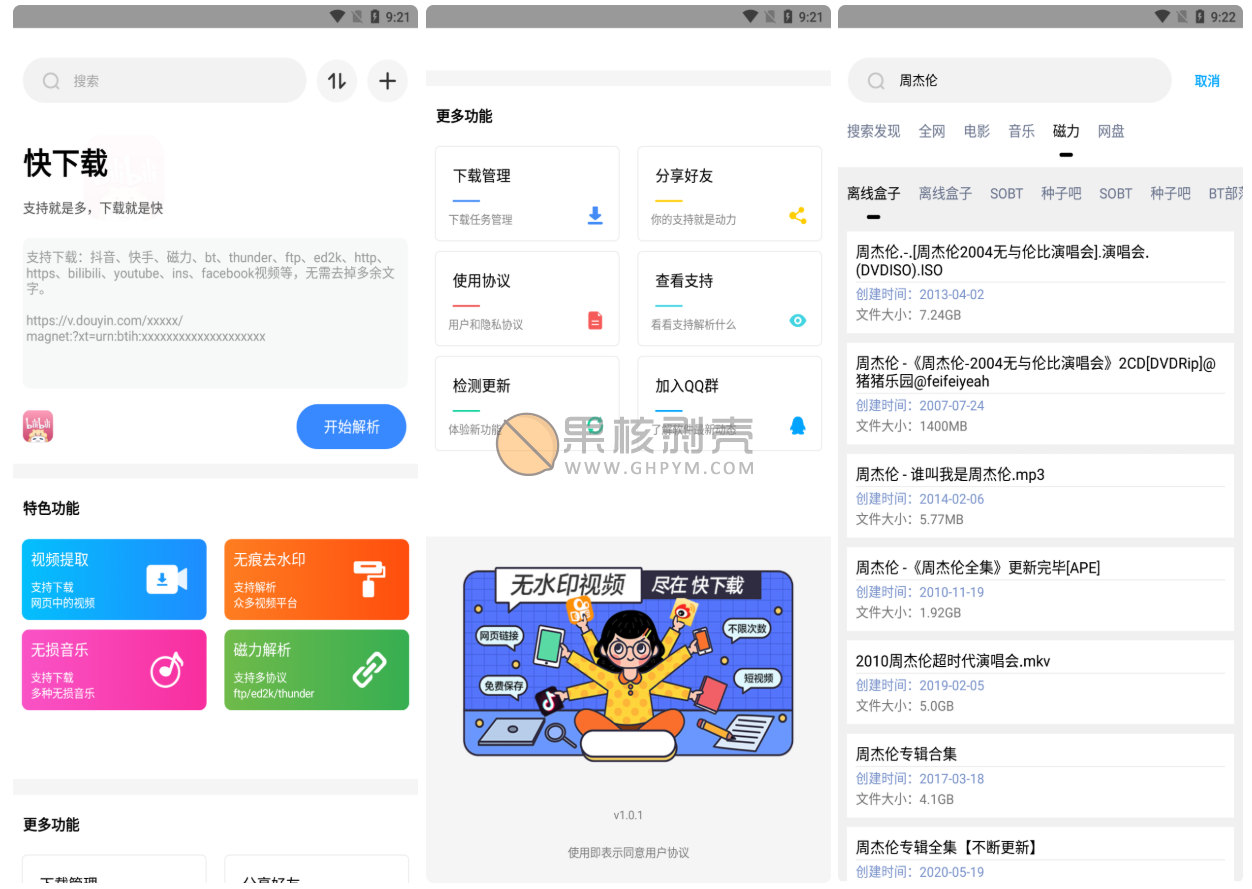 9:21
搜索
快下载
支持就是多，下载就是快
支持下载：抖音、快手、磁力、bt、thunder、ftp、ed2k、http、
https、bilibili、youtube、ins、facebook视频等，无需去掉多余文
字。
https://v.douyin.com/xxxxx/
magnet:?xt=urn:btih:xxxxxxxxxxxxxxxxxxxx
bilibili
开始解析
特色功能
视频提取
支持下载
网页中的视频
无痕去水印
支持解析
众多视频平台
无损音乐
支持下载
多种无损音乐
磁力解析
支持多协议
ftp/ed2k/thunder
更多功能
下载管理
分享好友
9:21
更多功能
下载管理
下载任务管理
分享好友
你的支持就是动力
使用协议
用户和隐私协议
查看支持
看看支持解析什么
检测更新
体验新功能
加入QQ群
了解软件最新动态
果核剥壳
WWW.GHPYM.COM
无水印视频
尽在 快下载
网页链接
不限次数
免费保存
短视频
v1.0.1
使用即表示同意用户协议
9:22
周杰伦
取消
搜索发现 全网 电影 音乐 磁力 网盘
离线盒子 离线盒子 SOBT 种子吧 SOBT 种子吧 BT部落
周杰伦.-.[周杰伦2004无与伦比演唱会].演唱会.
(DVDISO).ISO
创建时间：2013-04-02
文件大小：7.24GB
周杰伦 -《周杰伦-2004无与伦比演唱会》2CD[DVDRip]@
猪猪乐园@feifeiyeah
创建时间：2007-07-24
文件大小：1400MB
周杰伦 - 谁叫我是周杰伦.mp3
创建时间：2014-02-06
文件大小：5.77MB
周杰伦 -《周杰伦全集》更新完毕[APE]
创建时间：2010-11-19
文件大小：1.92GB
2010周杰伦超时代演唱会.mkv
创建时间：2019-02-05
文件大小：5.0GB
周杰伦专辑合集
创建时间：2017-03-18
文件大小：4.1GB
周杰伦专辑全集【不断更新】
创建时间：2020-05-19